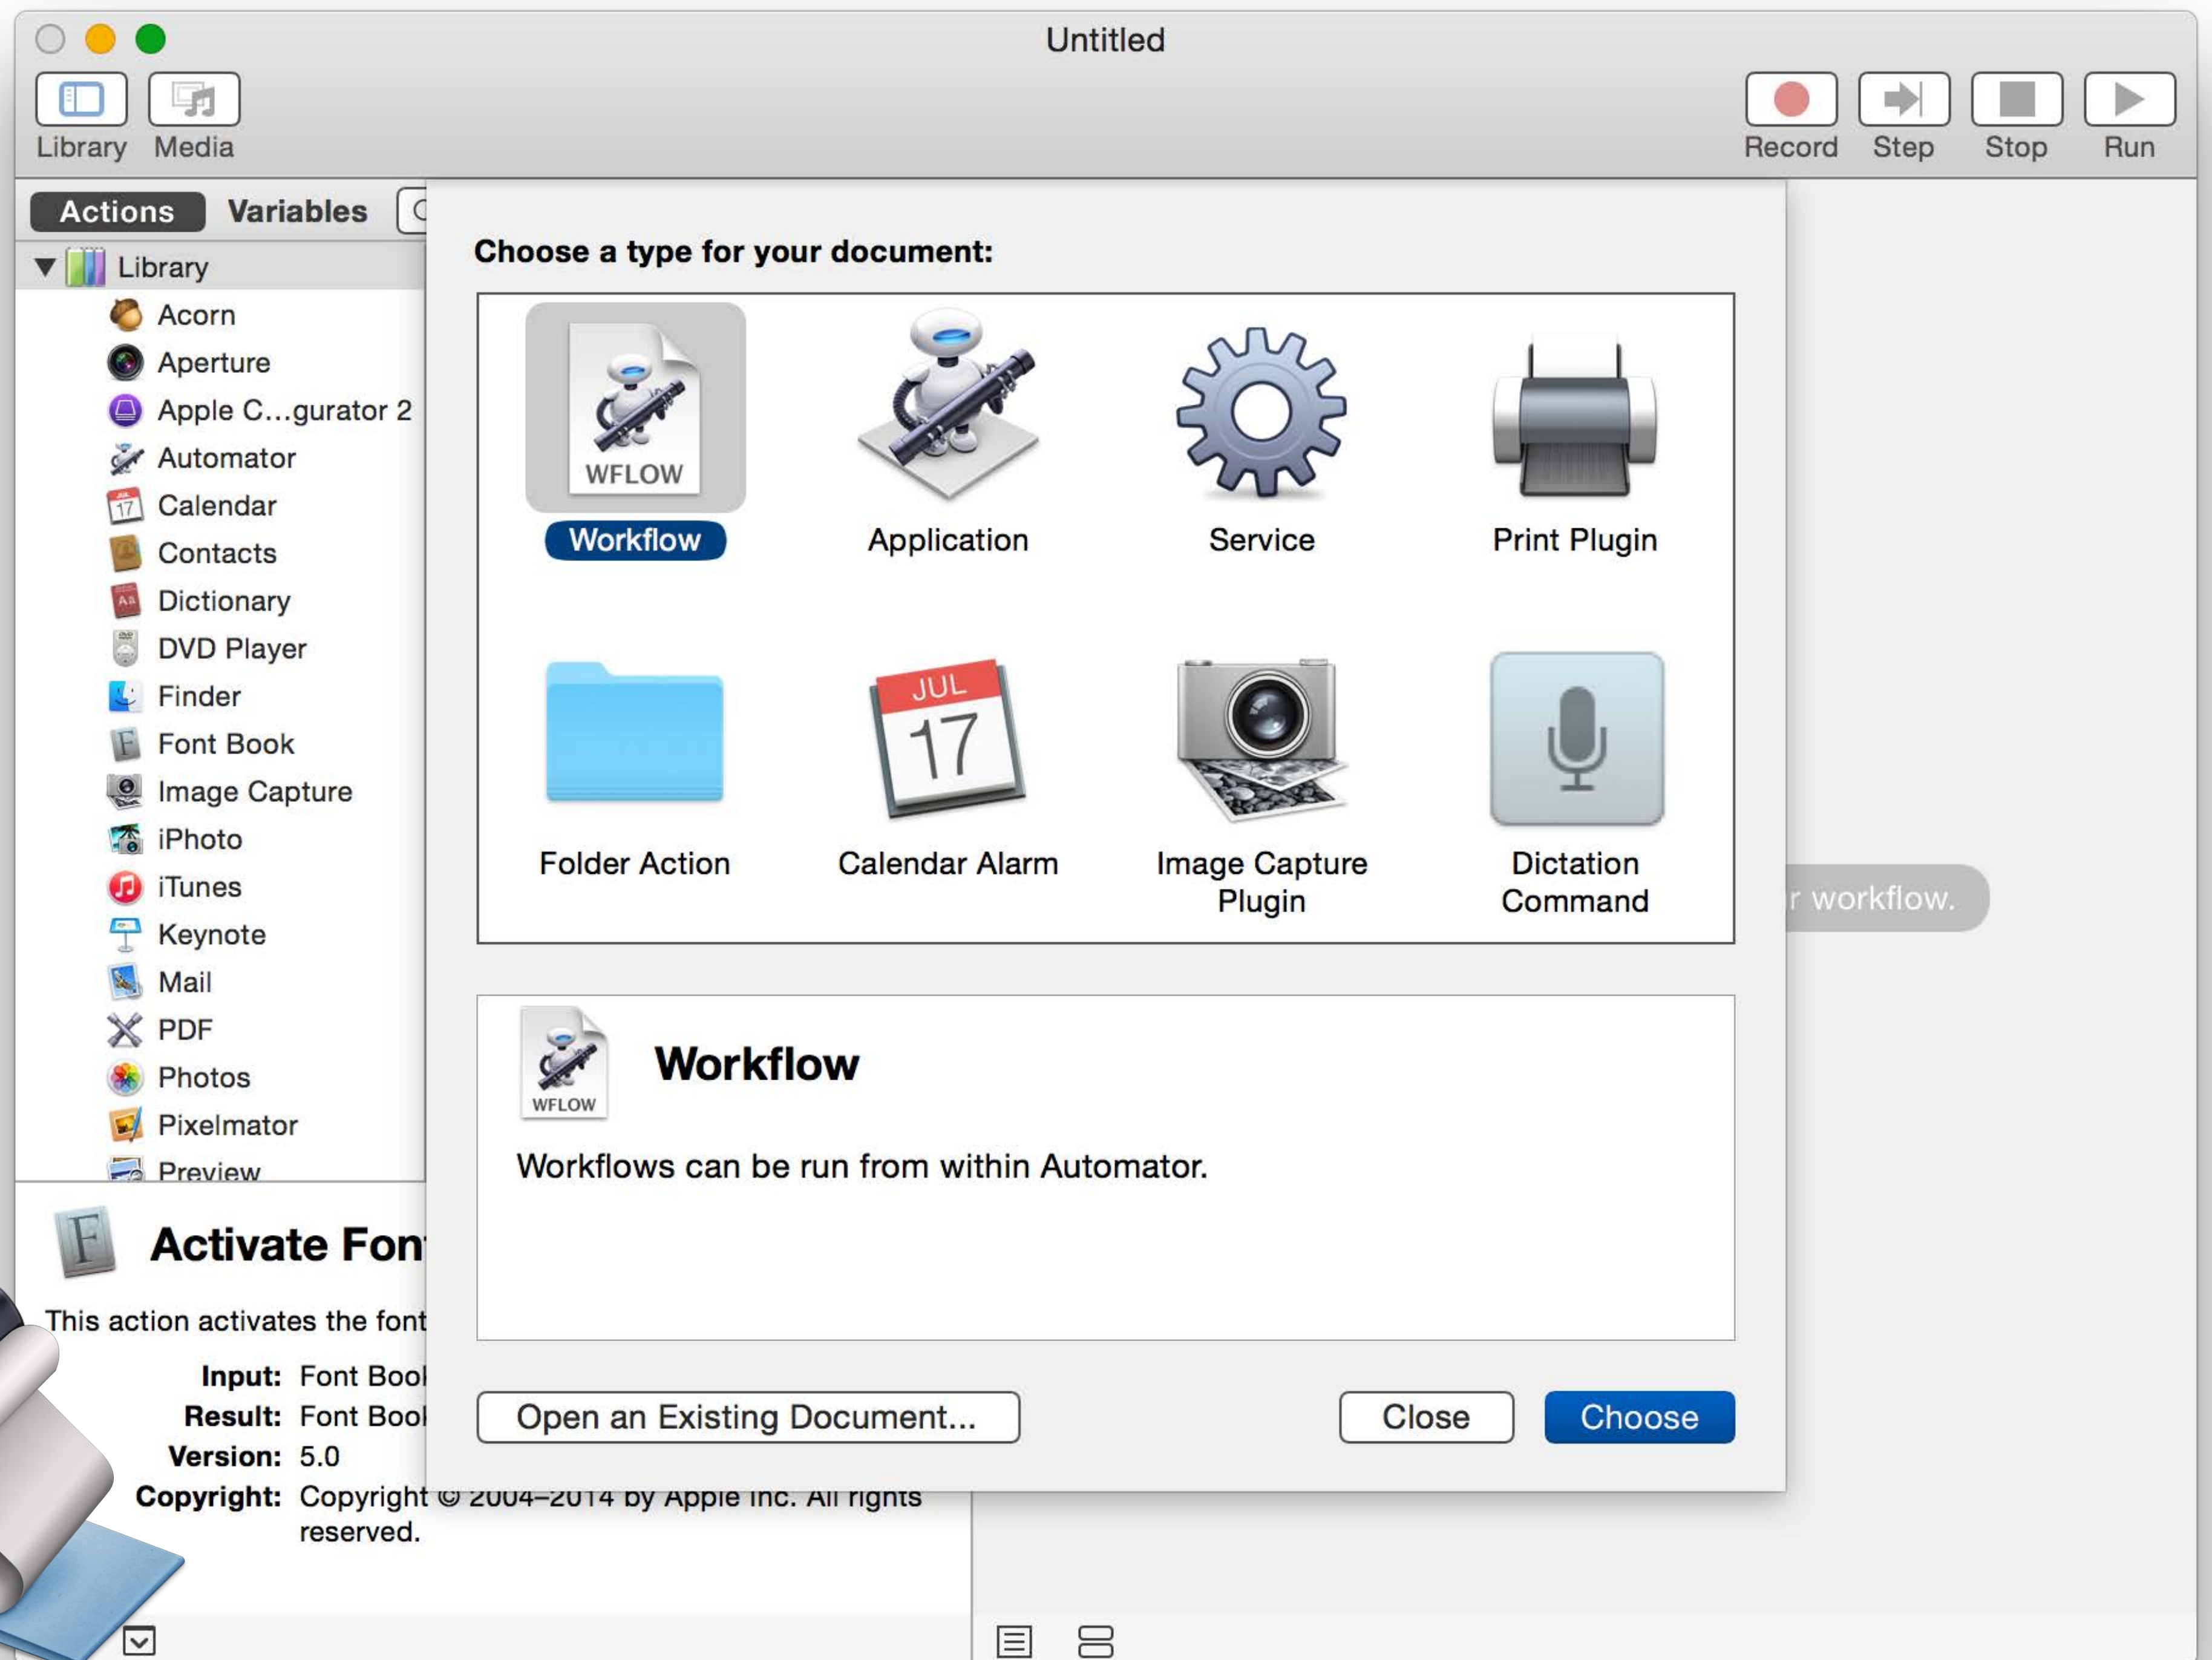 Untitled
Library
Media
Record
Step
Stop
Run
Actions
Variables
Library
Acorn
Aperture
Apple C...gurator 2
Automator
Calendar
Contacts
Dictionary
DVD Player
Finder
Font Book
Image Capture
iPhoto
iTunes
Keynote
Mail
PDF
Photos
Pixelmator
Preview
Activate Fon
This action activates the font
Input: Font Boo
Result: Font Boo
Version: 5.0
Copyright: Copyright © 2004–2014 by Apple Inc. All rights
reserved.
Choose a type for your document:
WFLOW
Workflow
Application
Service
Print Plugin
JUL
17
Folder Action
Calendar Alarm
Image Capture
Plugin
Dictation
Command
r workflow.
WFLOW
Workflow
Workflows can be run from within Automator.
Open an Existing Document...
Close
Choose